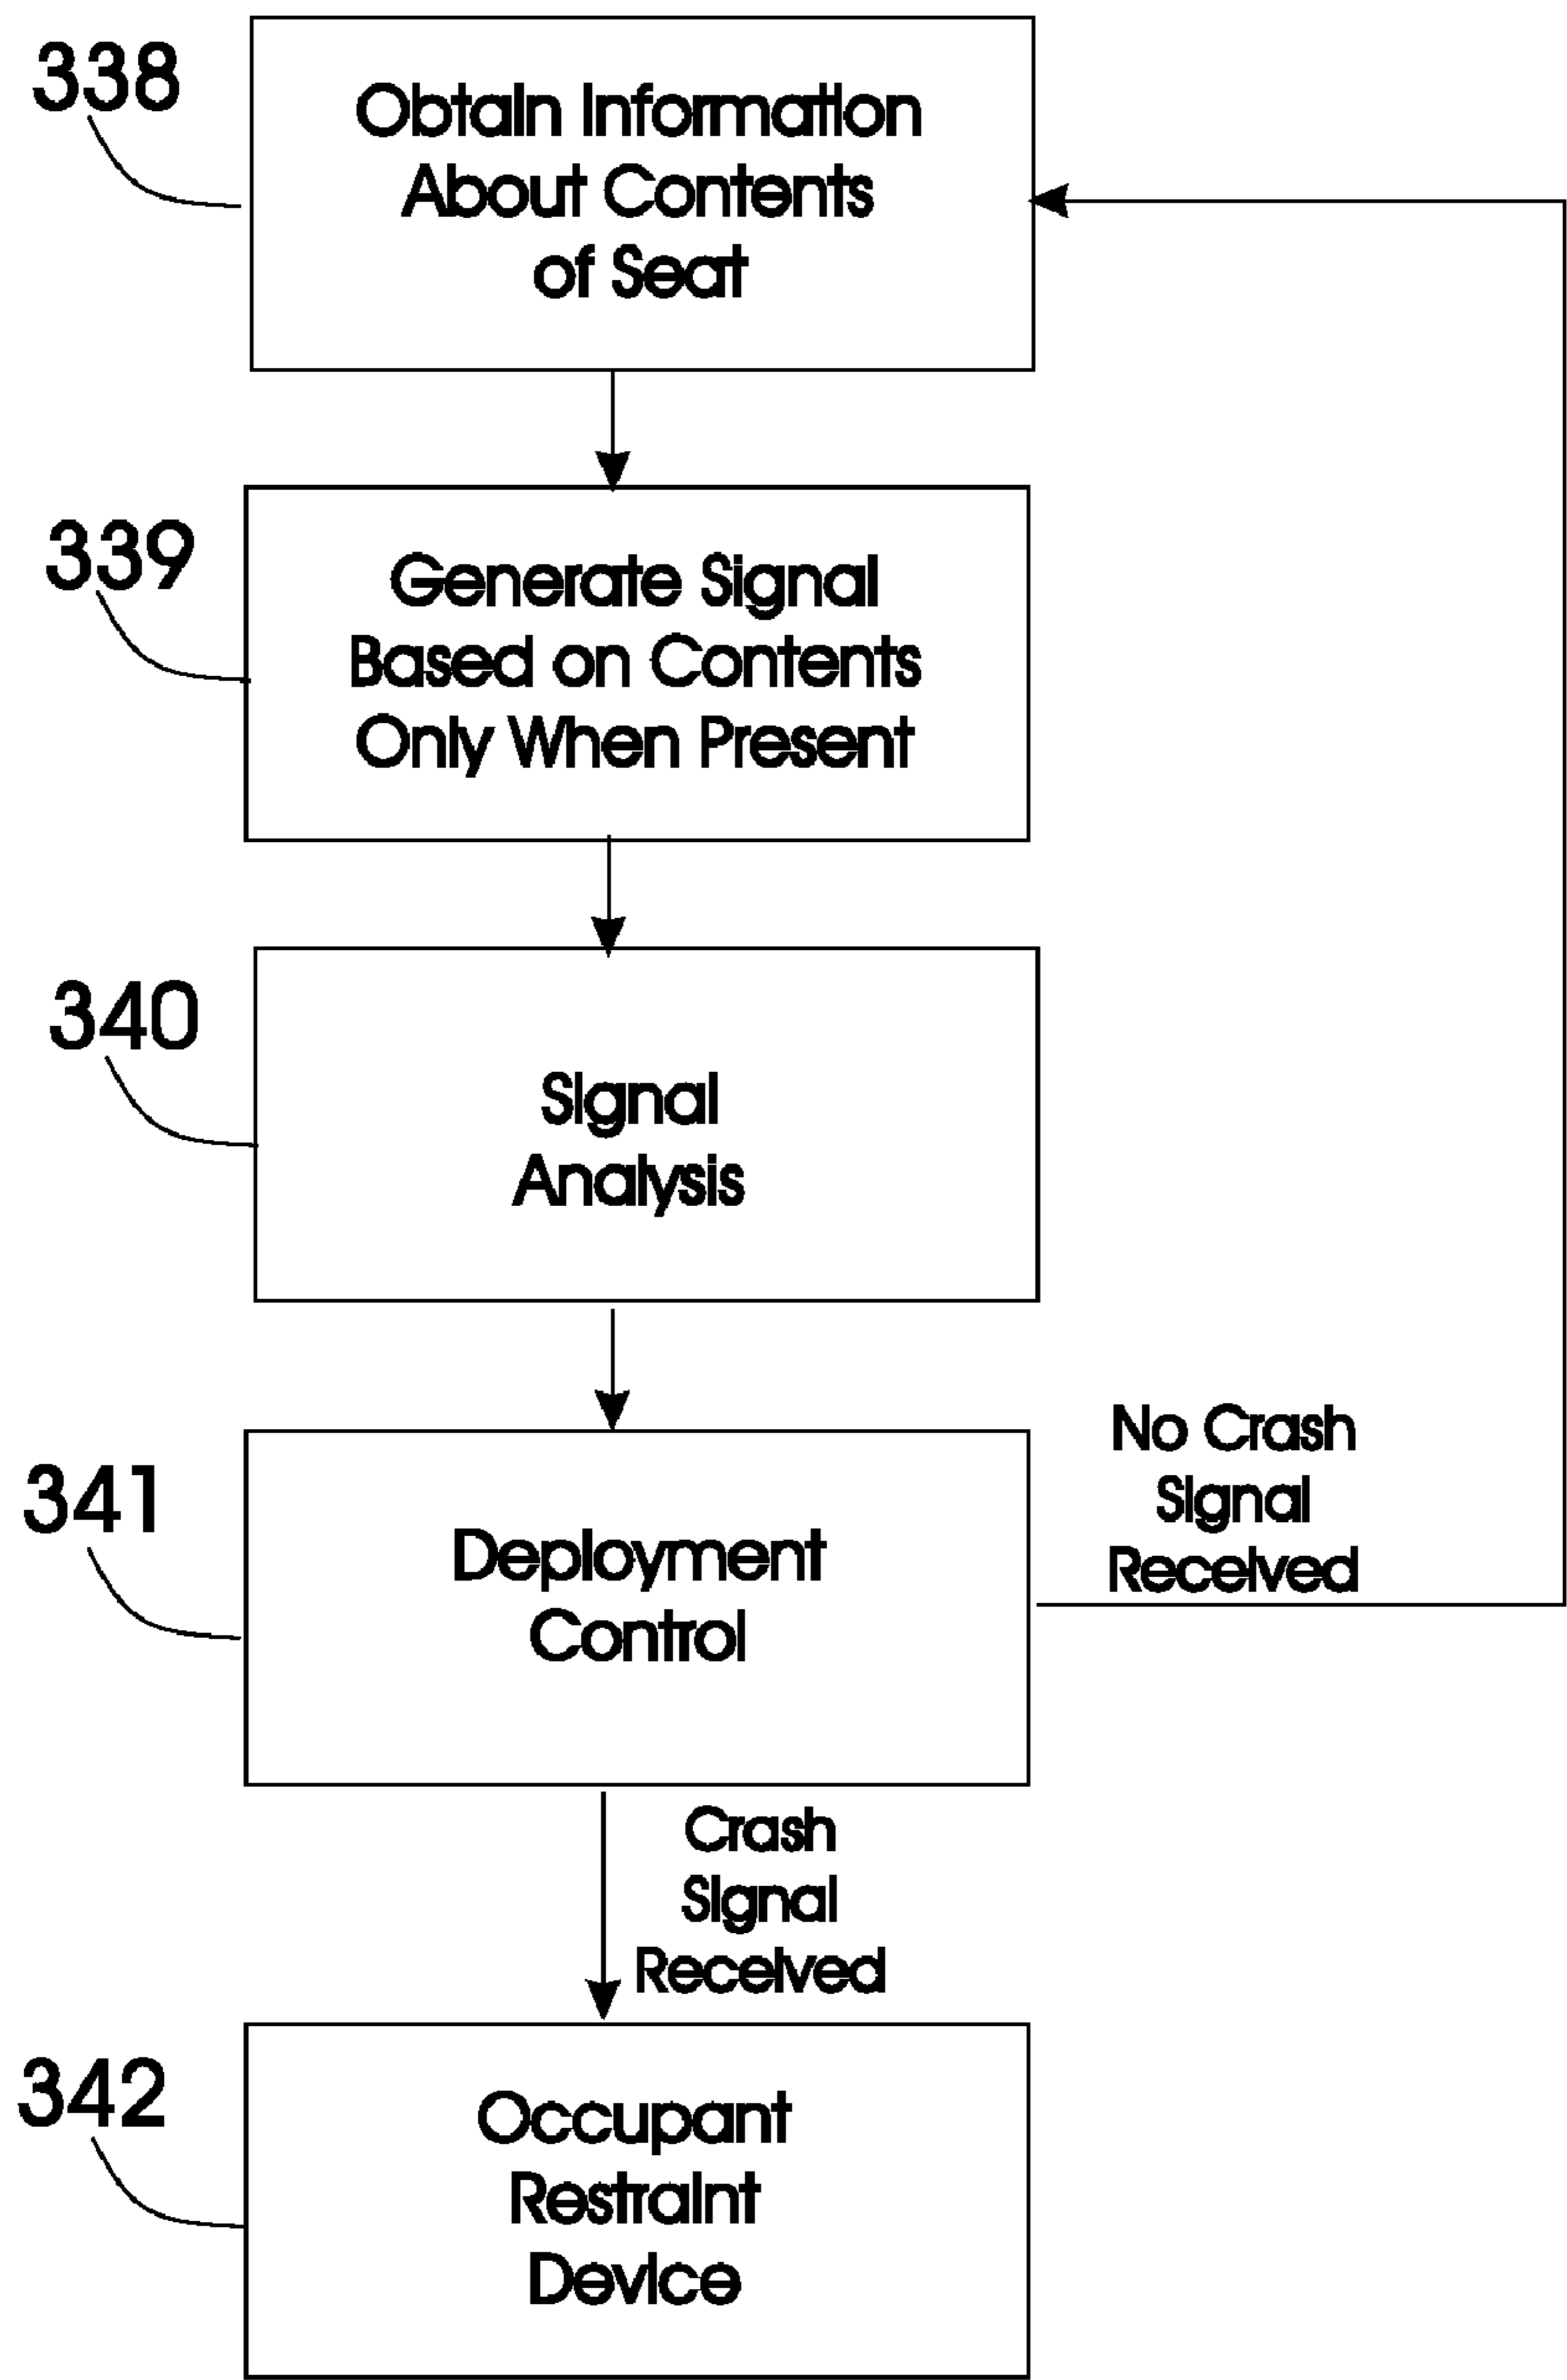 338
Obtain Information
About Contents
of Seat
339
Generate Signal
Based on Contents
Only When Present
340
Signal
Analysis
341
Deployment
Control
No Crash
Signal
Received
Crash
Signal
Received
342
Occupant
Restraint
Device